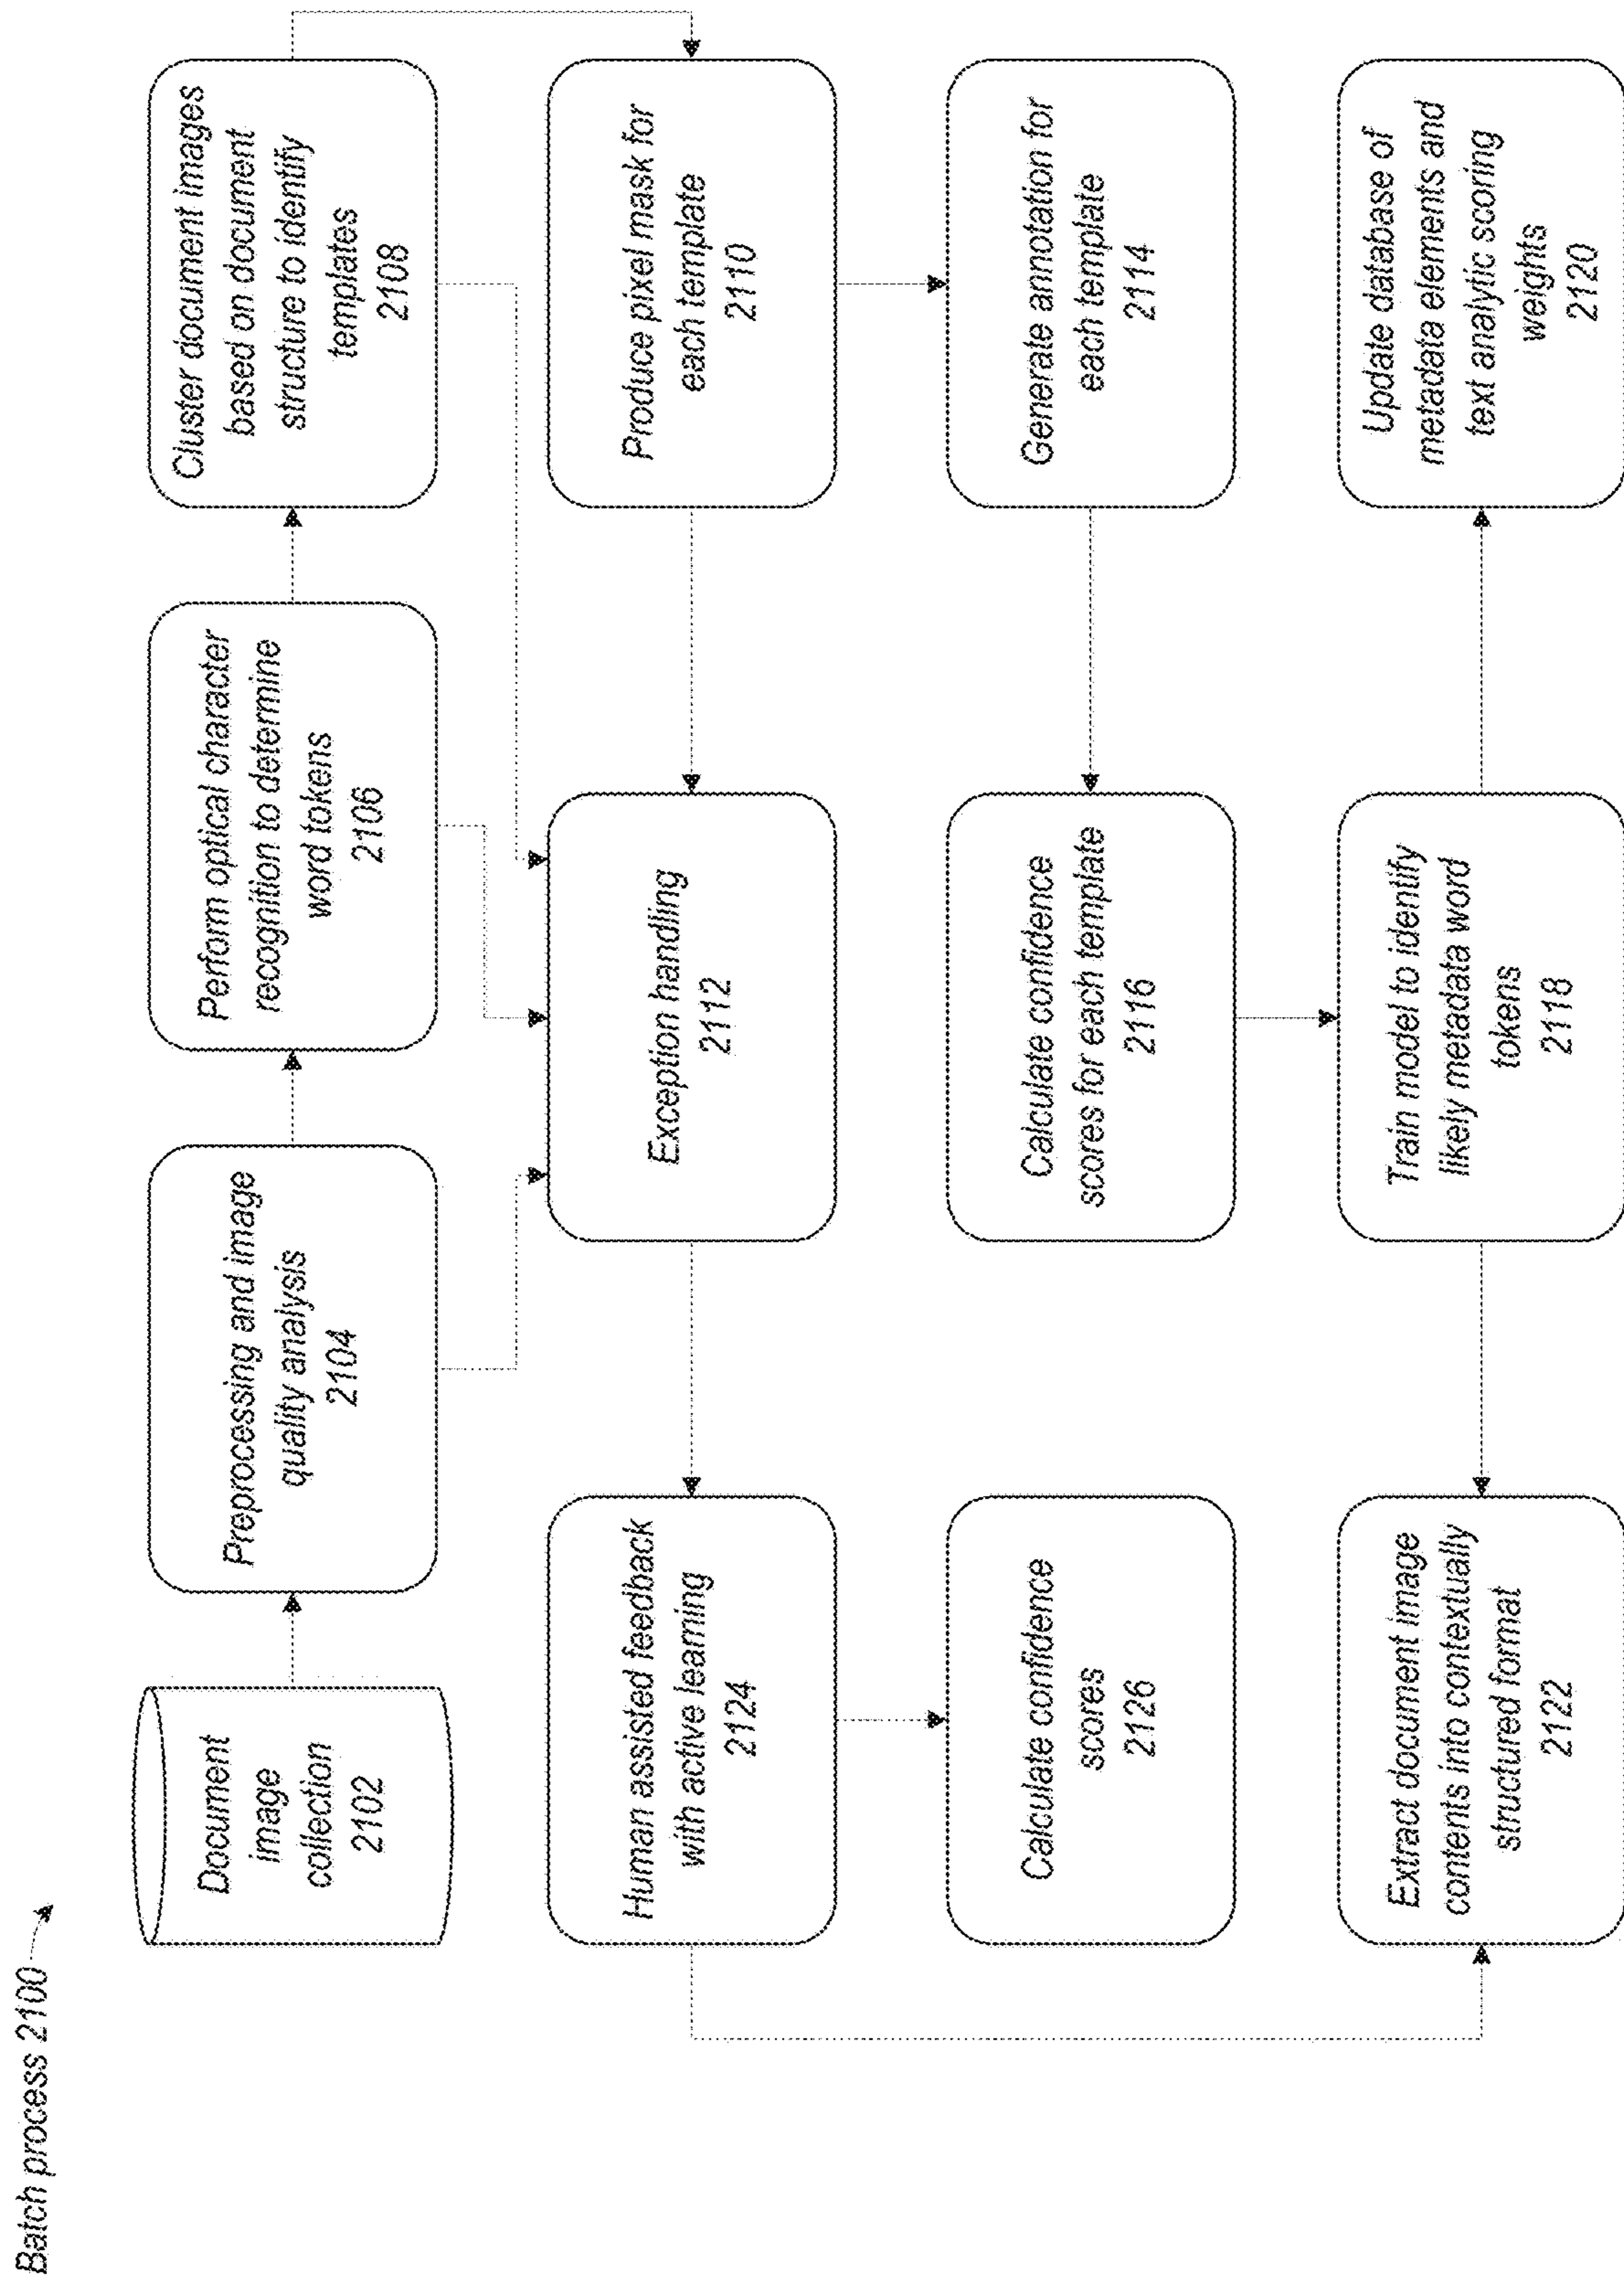 Batch process 2100
Document
image
collection
2102
Preprocessing and image
quality analysis
2104
Perform optical character
recognition to determine
word tokens
2106
Cluster document images
based on document
structure to identify
templates
2108
Human assisted feedback
with active learning
2124
Exception handling
2112
Produce pixel mask for
each template
2110
Calculate confidence
scores
2126
Calculate confidence
scores for each template
2116
Generate annotation for
each template
2114
Extract document image
contents into contextually
structured format
2122
Train model to identify
likely metadata word
tokens
2118
Update database of
metadata elements and
text analytic scoring
weights
2120